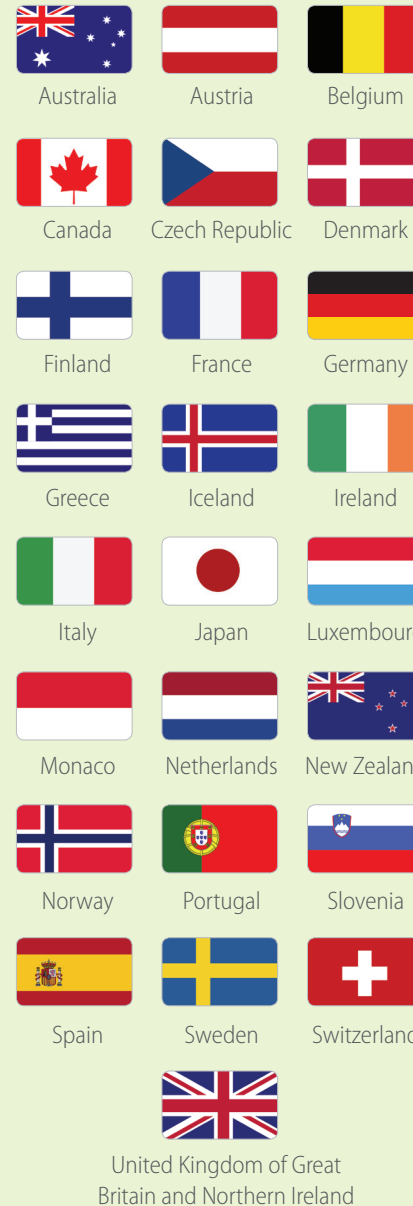 Australia Austria Belgium
Canada Czech Republic Denmark
Finland France Germany
Greece Iceland Ireland
Italy Japan Luxembour
Monaco Netherlands New Zealan
Norway Portugal Slovenia
Spain Sweden Switzerland
United Kingdom of Great
Britain and Northern Ireland